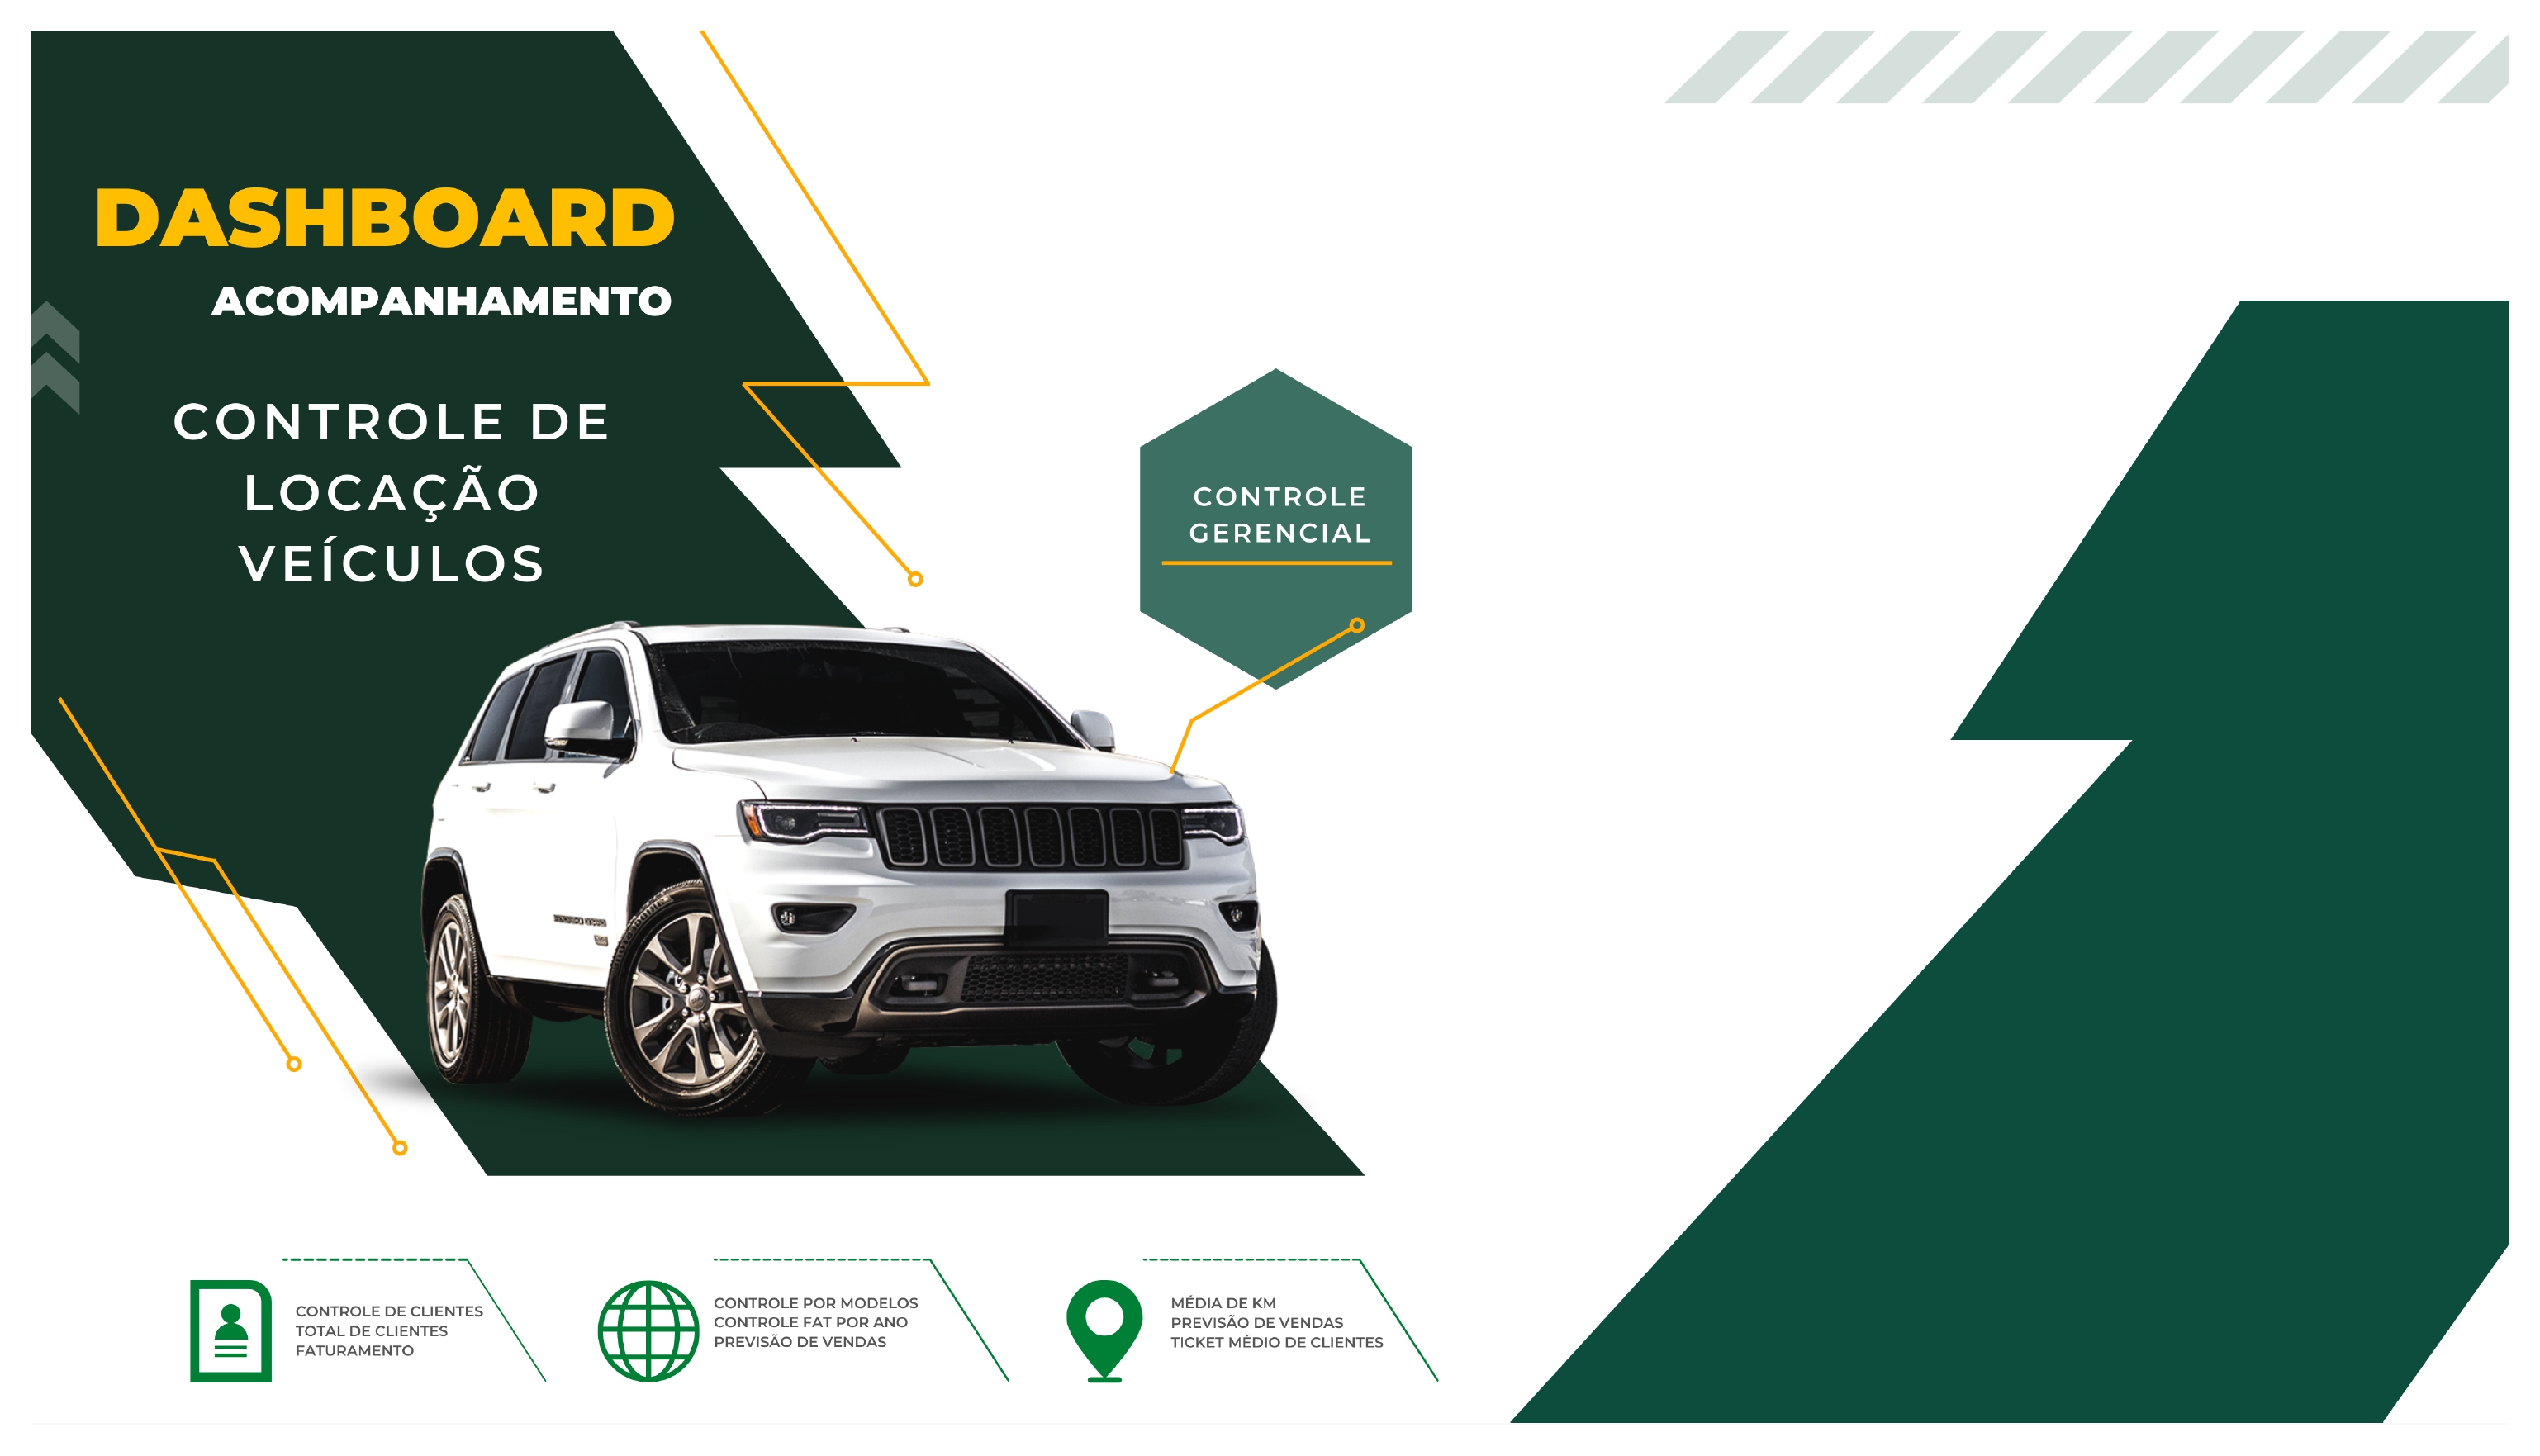 DASHBOARD
ACOMPANHAMENTO
CONTROLE DE
LOCAÇÃO
VEÍCULOS
CONTROLE
GERENCIAL
CONTROLE DE CLIENTES
TOTAL DE CLIENTES
FATURAMENTO
CONTROLE POR MODELOS
CONTROLE FAT POR ANO
PREVISÃO DE VENDAS
MÉDIA DE KM
PREVISÃO DE VENDAS
TICKET MÉDIO DE CLIENTES